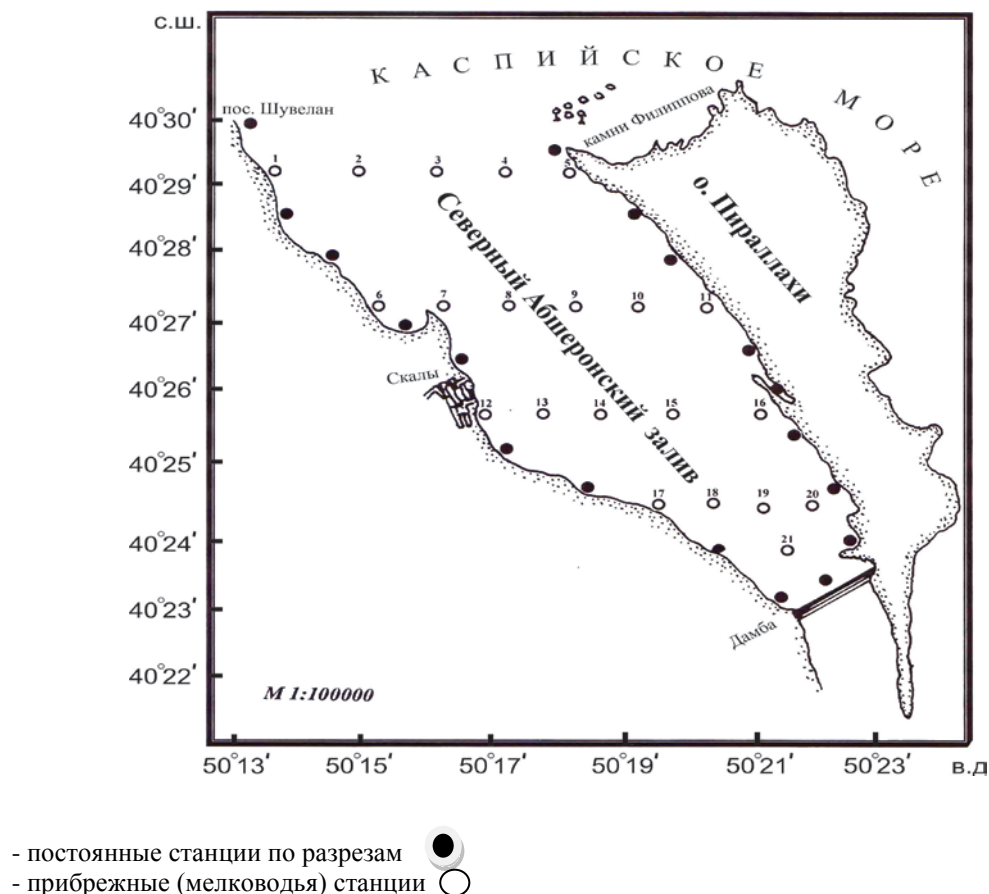 с.ш.
КАСПИЙСКОЕ МОРЕ
пос. Шувелан
камни Филиппова
40°30'
40°29'
40°28'
40°27'
40°26'
40°25'
40°24'
40°23'
40°22'
1 2 3 4 5
о. Пираллахи
Северный Абшеронский залив
6 7 8 9 10 11
Скалы
12 13 14 15 16
17 18 19 20
21
Дамба
М 1:100000
50°13' 50°15' 50°17' 50°19' 50°21' 50°23' в.д
- постоянные станции по разрезам
- прибрежные (мелководья) станции